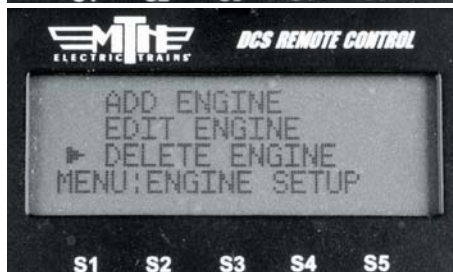 MTH
ELECTRIC TRAINS
DCS REMOTE CONTROL
ADD ENGINE
EDIT ENGINE
DELETE ENGINE
MENU:ENGINE SETUP
S1 S2 S3 S4 S5